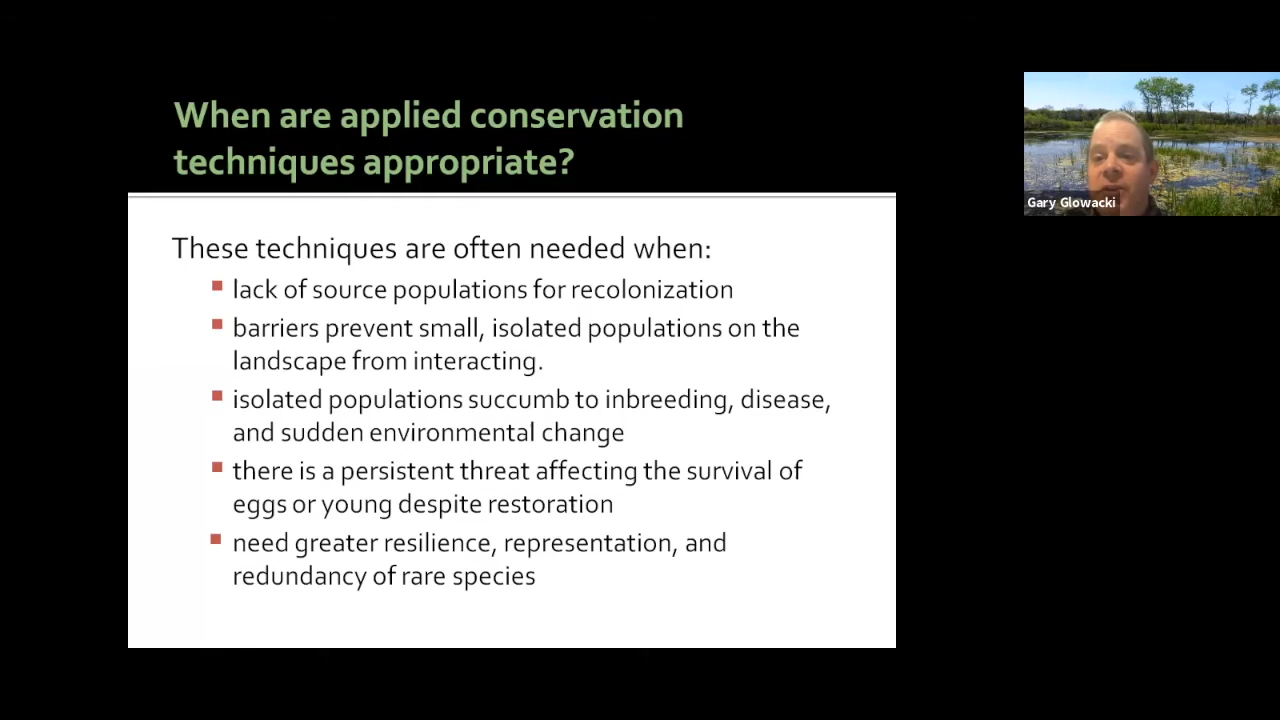 When are applied conservation
techniques appropriate?
Gary Glowacki
These techniques are often needed when:
lack of source populations for recolonization
barriers prevent small, isolated populations on the
landscape from interacting.
isolated populations succumb to inbreeding, disease,
and sudden environmental change
there is a persistent threat affecting the survival of
eggs or young despite restoration
need greater resilience, representation, and
redundancy of rare species